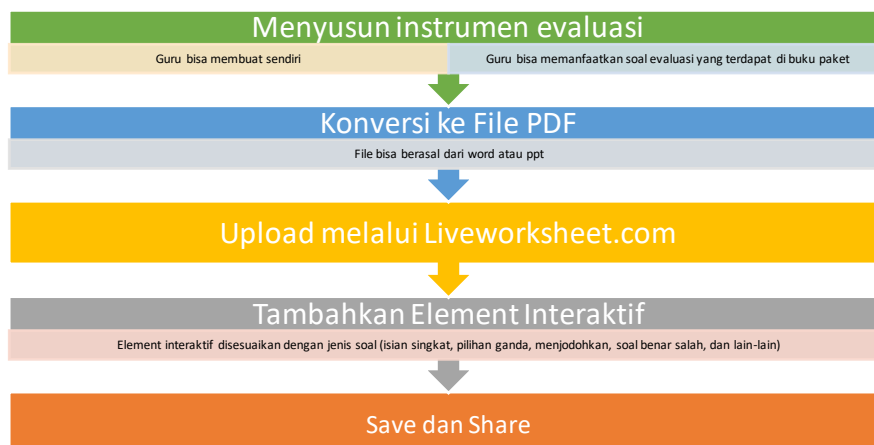 Menyusun instrumen evaluasi
Guru bisa membuat sendiri
Guru bisa memanfaatkan soal evaluasi yang terdapat di buku paket
Konversi ke File PDF
File bisa berasal dari word atau ppt
Upload melalui Liveworksheet.com
Tambahkan Element Interaktif
Element interaktif disesuaikan dengan jenis soal (isian singkat, pilihan ganda, menjodohkan, soal benar salah, dan lain-lain)
Save dan Share